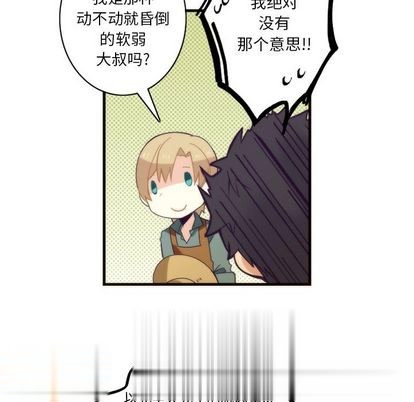 我是那种
动不动就昏倒
的软弱
大叔吗?
我绝对
没有
那个意思!!